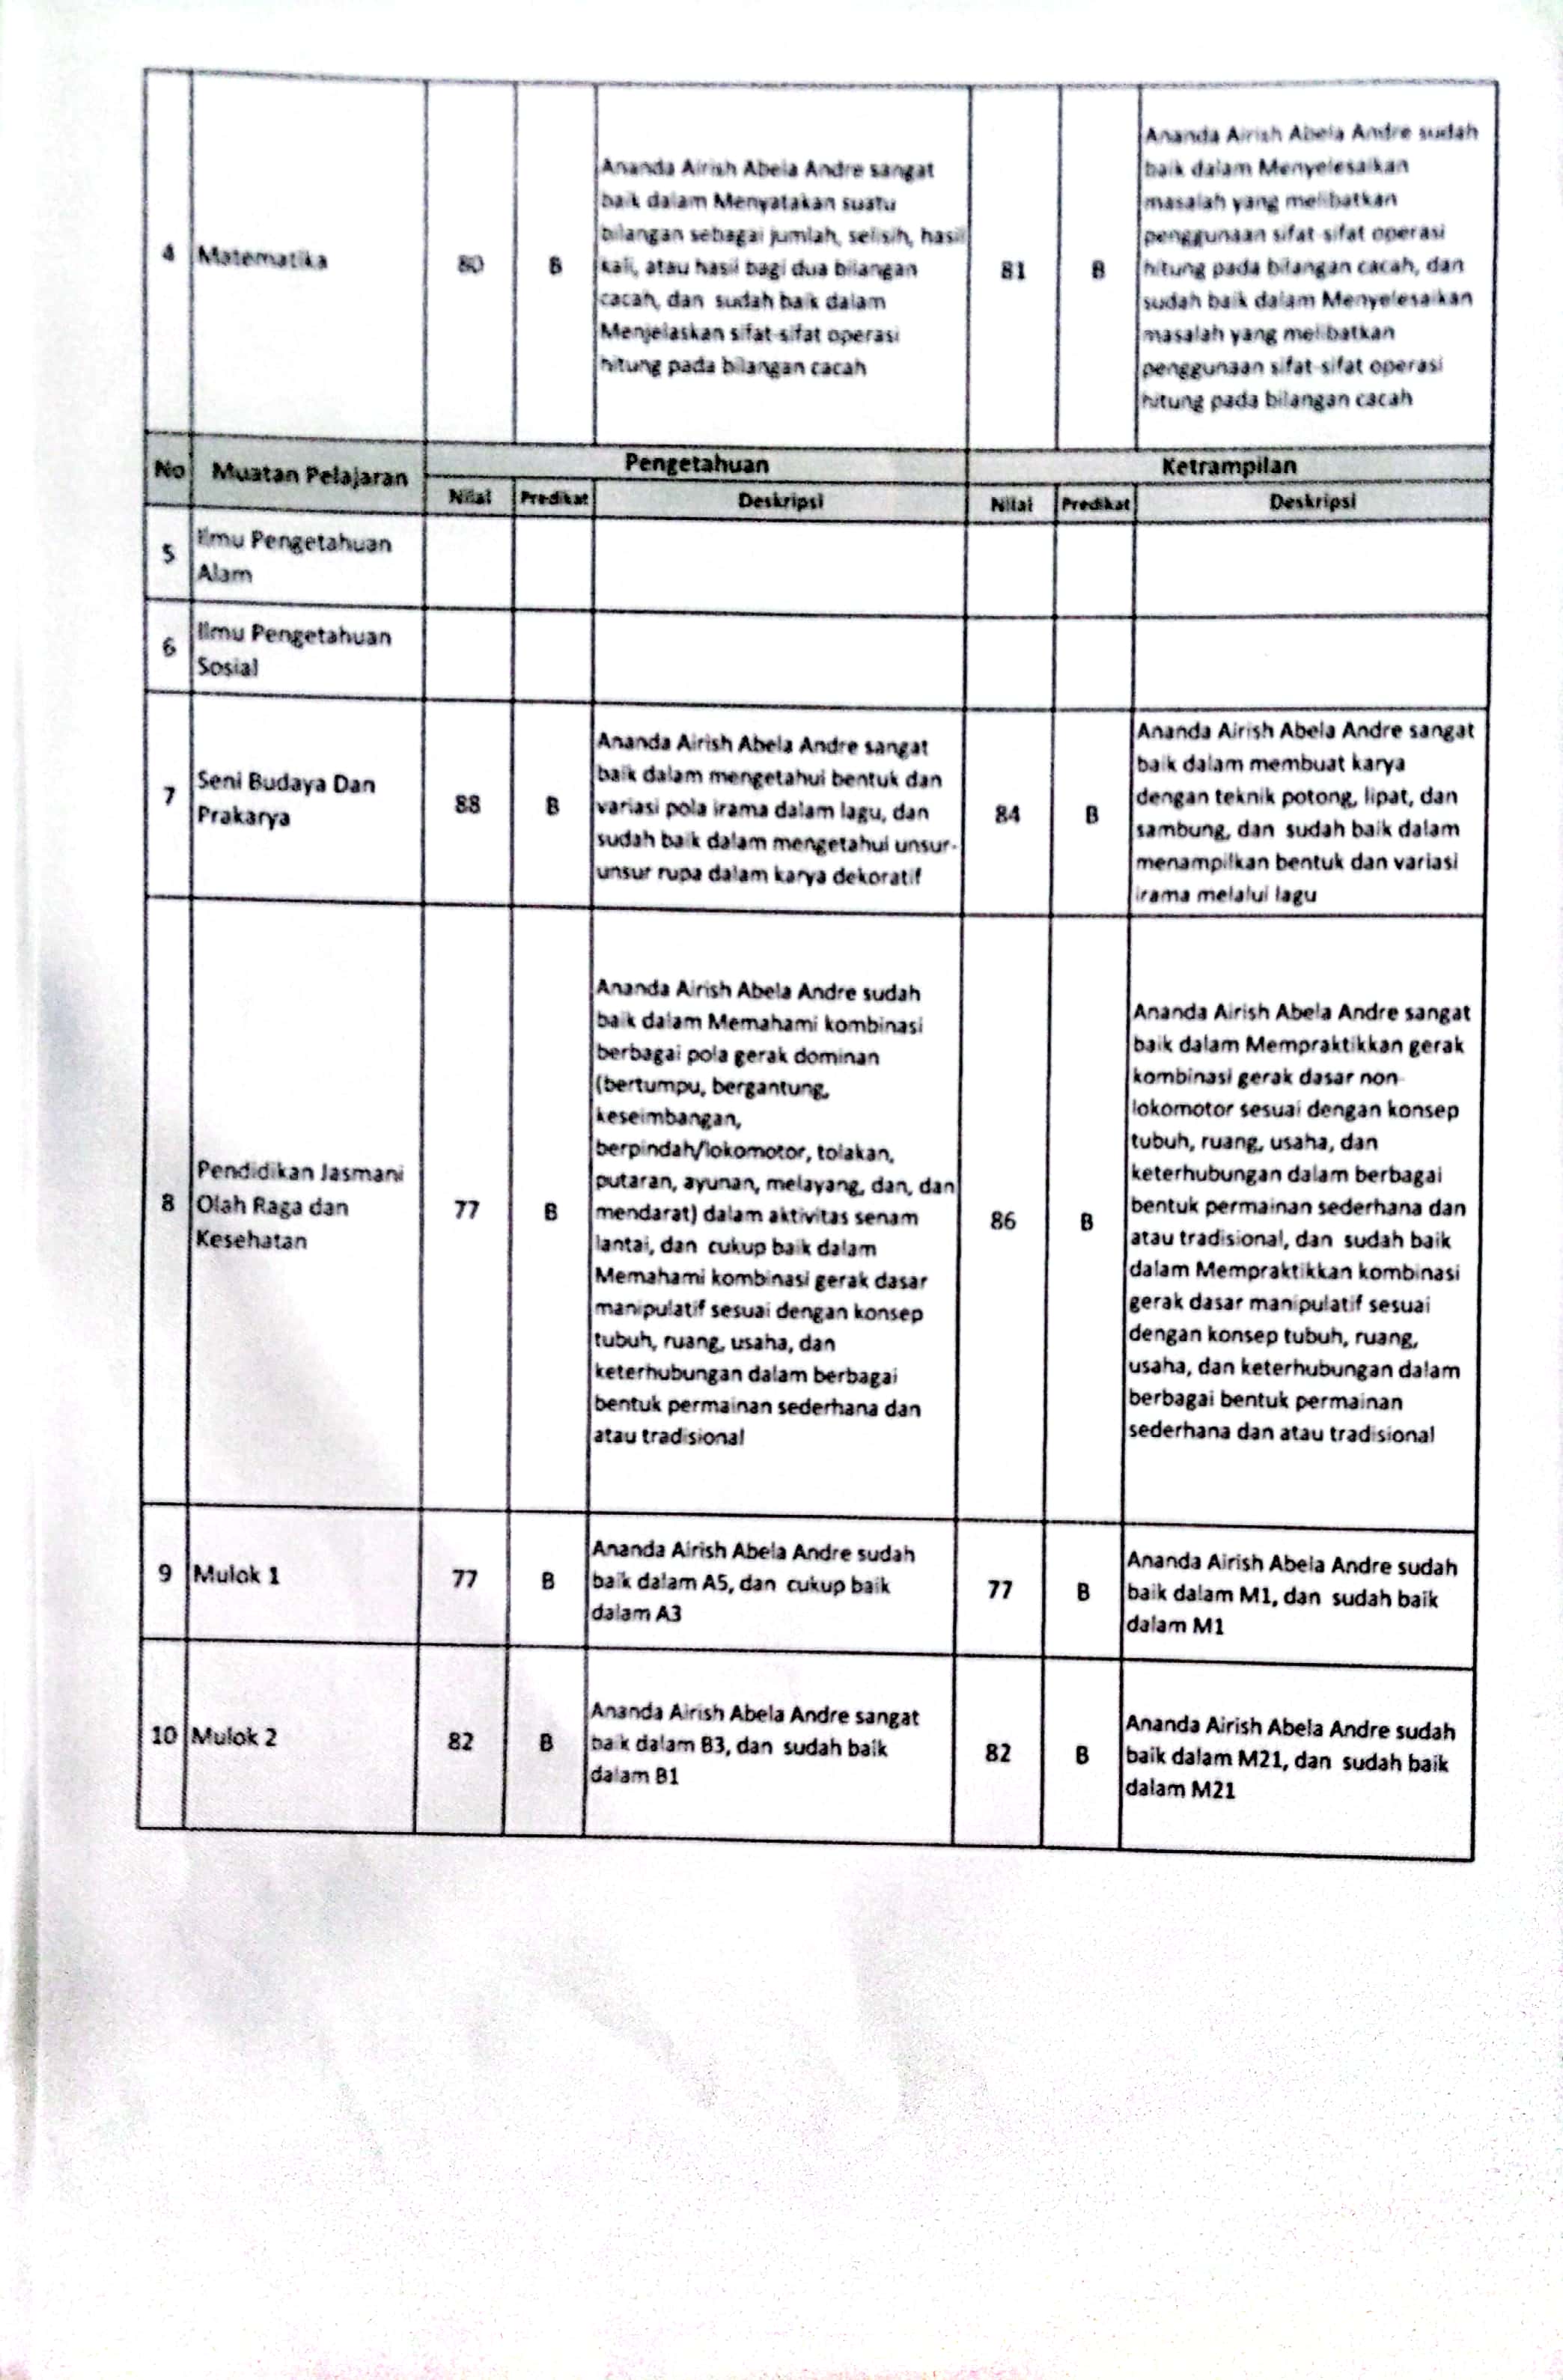 4
Matematika
80
B
Ananda Airish Abela Andre sangat
baik dalam Menyatakan suatu
bilangan sebagai jumlah, selisih, hasil
kali, atau hasil bagi dua bilangan
cacah, dan sudah baik dalam
Menjelaskan sifat-sifat operasi
hitung pada bilangan cacah
81
B
Ananda Airish Abela Andre sudah
baik dalam Menyelesaikan
masalah yang melibatkan
penggunaan sifat-sifat operasi
hitung pada bilangan cacah, dan
sudah baik dalam Menyelesaikan
masalah yang melibatkan
penggunaan sifat-sifat operasi
hitung pada bilangan cacah
No
Muatan Pelajaran
Pengetahuan
Ketrampilan
Nilai
Predikat
Deskripsi
Nilai
Predikat
Deskripsi
5
Ilmu Pengetahuan
Alam
6
Ilmu Pengetahuan
Sosial
7
Seni Budaya Dan
Prakarya
88
B
Ananda Airish Abela Andre sangat
baik dalam mengetahui bentuk dan
variasi pola irama dalam lagu, dan
sudah baik dalam mengetahui unsur-
unsur rupa dalam karya dekoratif
84
B
Ananda Airish Abela Andre sangat
baik dalam membuat karya
dengan teknik potong, lipat, dan
sambung, dan sudah baik dalam
menampilkan bentuk dan variasi
irama melalui lagu
8
Pendidikan Jasmani
Olah Raga dan
Kesehatan
77
B
Ananda Airish Abela Andre sudah
baik dalam Memahami kombinasi
berbagai pola gerak dominan
(bertumpu, bergantung,
keseimbangan,
berpindah/lokomotor, tolakan,
putaran, ayunan, melayang, dan, dan
mendarat) dalam aktivitas senam
lantai, dan cukup baik dalam
Memahami kombinasi gerak dasar
manipulatif sesuai dengan konsep
tubuh, ruang, usaha, dan
keterhubungan dalam berbagai
bentuk permainan sederhana dan
atau tradisional
86
B
Ananda Airish Abela Andre sangat
baik dalam Mempraktikkan gerak
kombinasi gerak dasar non-
lokomotor sesuai dengan konsep
tubuh, ruang, usaha, dan
keterhubungan dalam berbagai
bentuk permainan sederhana dan
atau tradisional, dan sudah baik
dalam Mempraktikkan kombinasi
gerak dasar manipulatif sesuai
dengan konsep tubuh, ruang,
usaha, dan keterhubungan dalam
berbagai bentuk permainan
sederhana dan atau tradisional
9
Mulok 1
77
B
Ananda Airish Abela Andre sudah
baik dalam A5, dan cukup baik
dalam A3
77
B
Ananda Airish Abela Andre sudah
baik dalam M1, dan sudah baik
dalam M1
10
Mulok 2
82
B
Ananda Airish Abela Andre sangat
baik dalam B3, dan sudah baik
dalam B1
82
B
Ananda Airish Abela Andre sudah
baik dalam M21, dan sudah baik
dalam M21